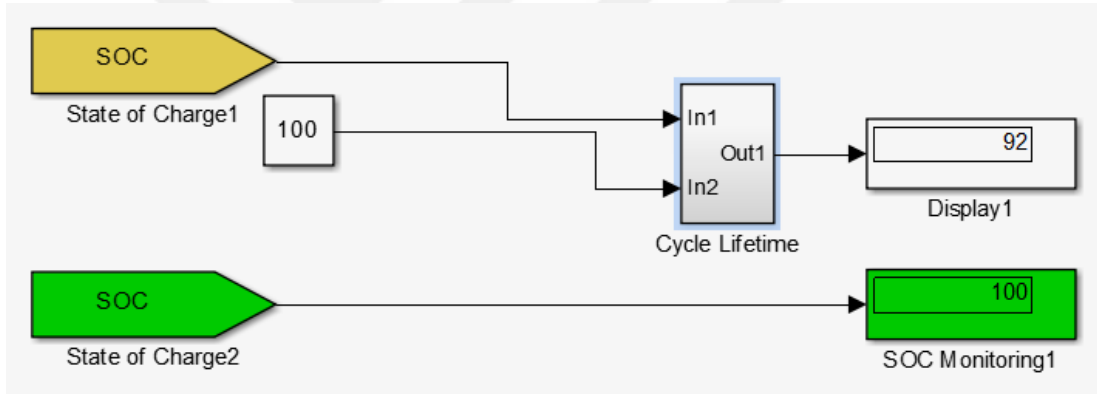 SOC
State of Charge1
100
In1
Out1
In2
Cycle Lifetime
92
Display1
SOC
State of Charge2
100
SOC Monitoring1